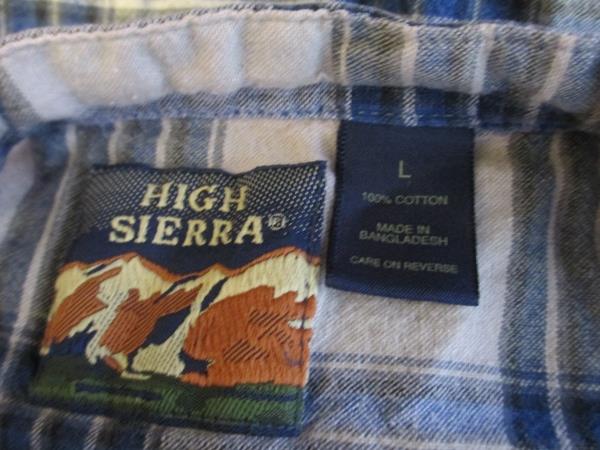 HIGH
SIERRA®
L
100% COTTON
MADE IN
BANGLADESH
CARE ON REVERSE